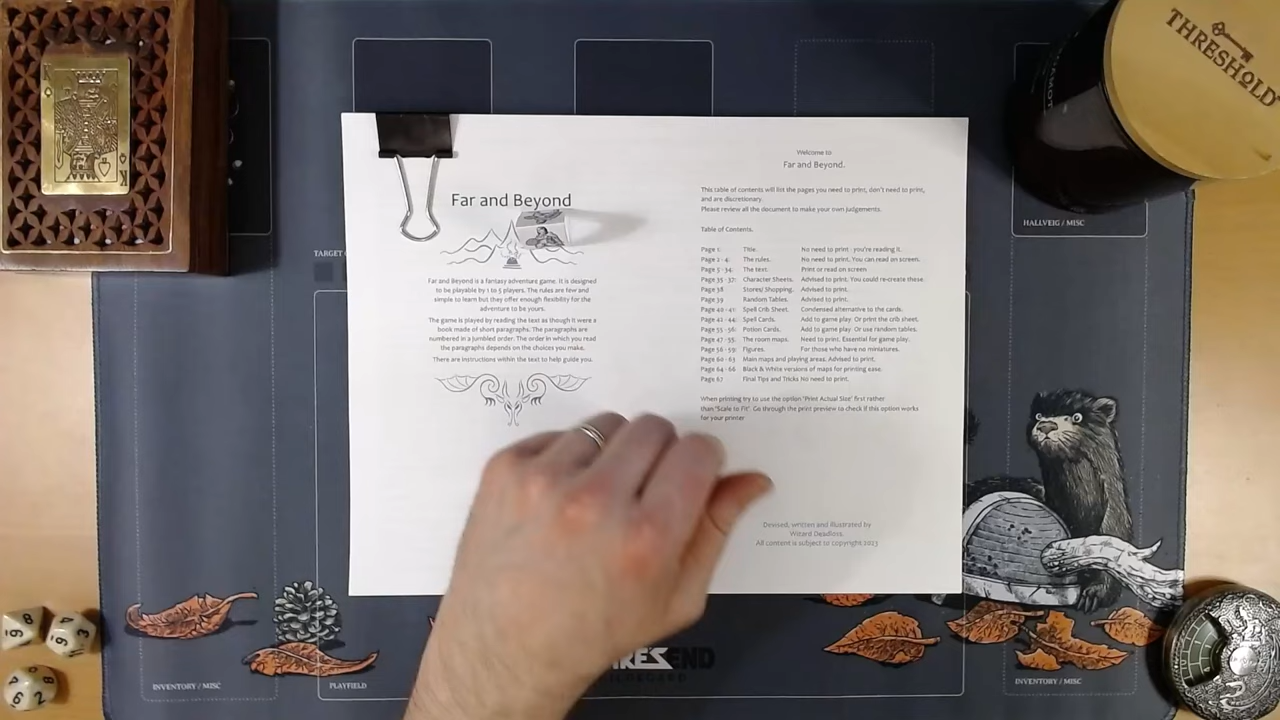 THRESHOLD
HALLVEIG / MISC
Welcome to
Far and Beyond.
Far and Beyond
Far and Beyond is a fantasy adventure game. It is designed
to be playable by 1 to 5 players. The rules are few and
simple to learn but they offer enough flexibility for the
adventure to be yours.
The game is played by reading the text as though it were a
book made of short paragraphs. The paragraphs are
numbered in a jumbled order. The order in which you read
the paragraphs depends on the choices you make.
There are instructions within the text to help guide you.
This table of contents will list the pages you need to print, don't need to print,
and are discretionary.
Please review all the document to make your own judgements.
Table of Contents.
Page 1: Title. No need to print - you're reading it.
Page 2 - 4: The rules. No need to print. You can read on screen.
Page 5 - 34: The text. Print or read on screen
Page 35 - 37: Character Sheets. Advised to print. You could re-create these.
Page 38 Stores/ Shopping. Advised to print.
Page 39 Random Tables. Advised to print.
Page 40 - 41: Spell Crib Sheet. Condensed alternative to the cards.
Page 42 - 44: Spell Cards. Add to game play. Or print the crib sheet.
Page 55 - 56: Potion Cards. Add to game play. Or use random tables.
Page 47 - 55: The room maps. Need to print. Essential for game play.
Page 56 - 59: Figures. For those who have no miniatures.
Page 60 - 63 Main maps and playing areas. Advised to print.
Page 64 - 66 Black & White versions of maps for printing ease.
Page 67 Final Tips and Tricks No need to print.
When printing try to use the option 'Print Actual Size' first rather
than 'Scale to Fit'. Go through the print preview to check if this option works
for your printer
Devised, written and illustrated by
Wizard Deadloss.
All content is subject to copyright 2023
TARGET
INVENTORY / MISC
PLAYFIELD
END
INVENTORY / MISC